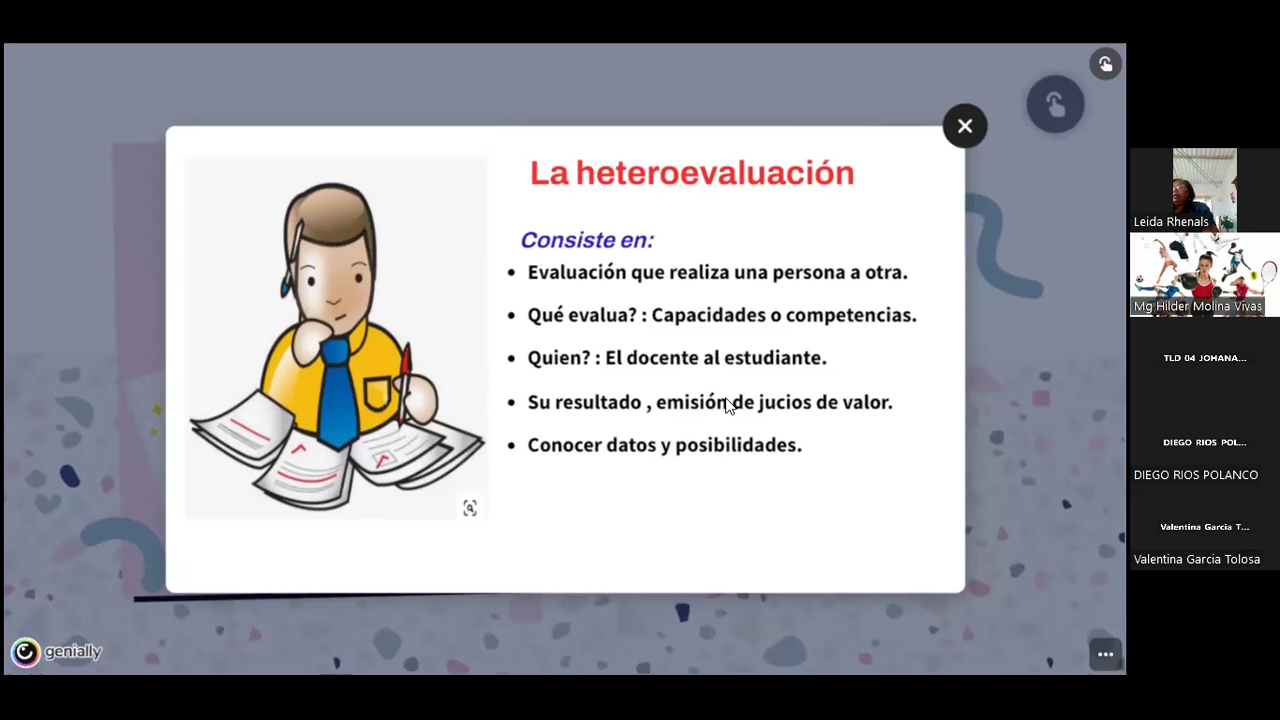 La heteroevaluación
Consiste en:
• Evaluación que realiza una persona a otra.
• Qué evalua? : Capacidades o competencias.
• Quien? : El docente al estudiante.
• Su resultado , emisión de jucios de valor.
• Conocer datos y posibilidades.
genially
Leida Rhenals
Mg Hilder Molina Vivas
TLD 04 JOHANA...
DIEGO RIOS POL...
DIEGO RIOS POLANCO
Valentina Garcia T...
Valentina Garcia Tolosa